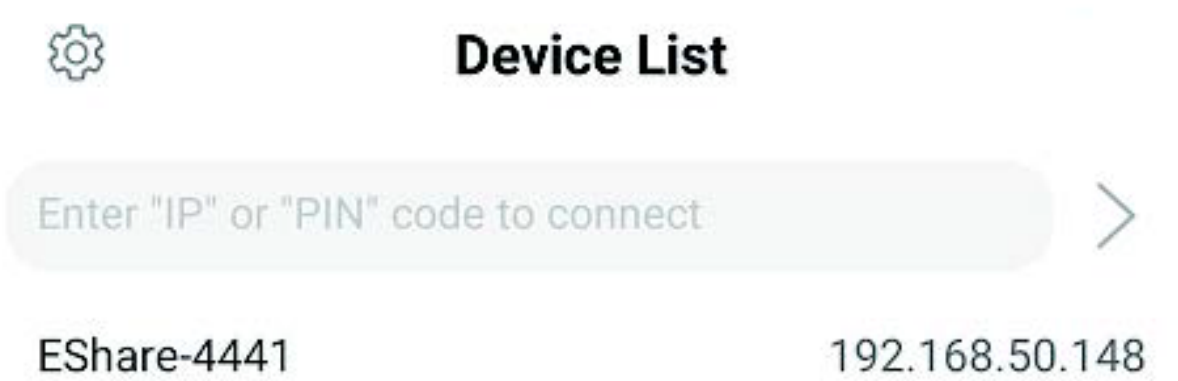 Device List
Enter "IP" or "PIN" code to connect
EShare-4441 192.168.50.148